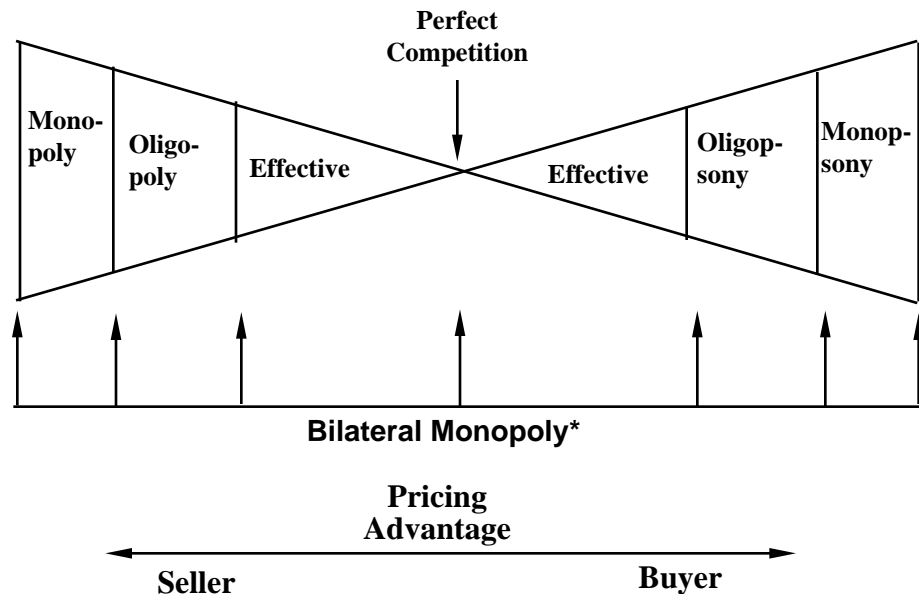 Perfect
Competition
Mono-
poly
Oligo-
poly
Effective
Effective
Oligop-
sony
Monop-
sony
Bilateral Monopoly*
Pricing
Advantage
Seller
Buyer